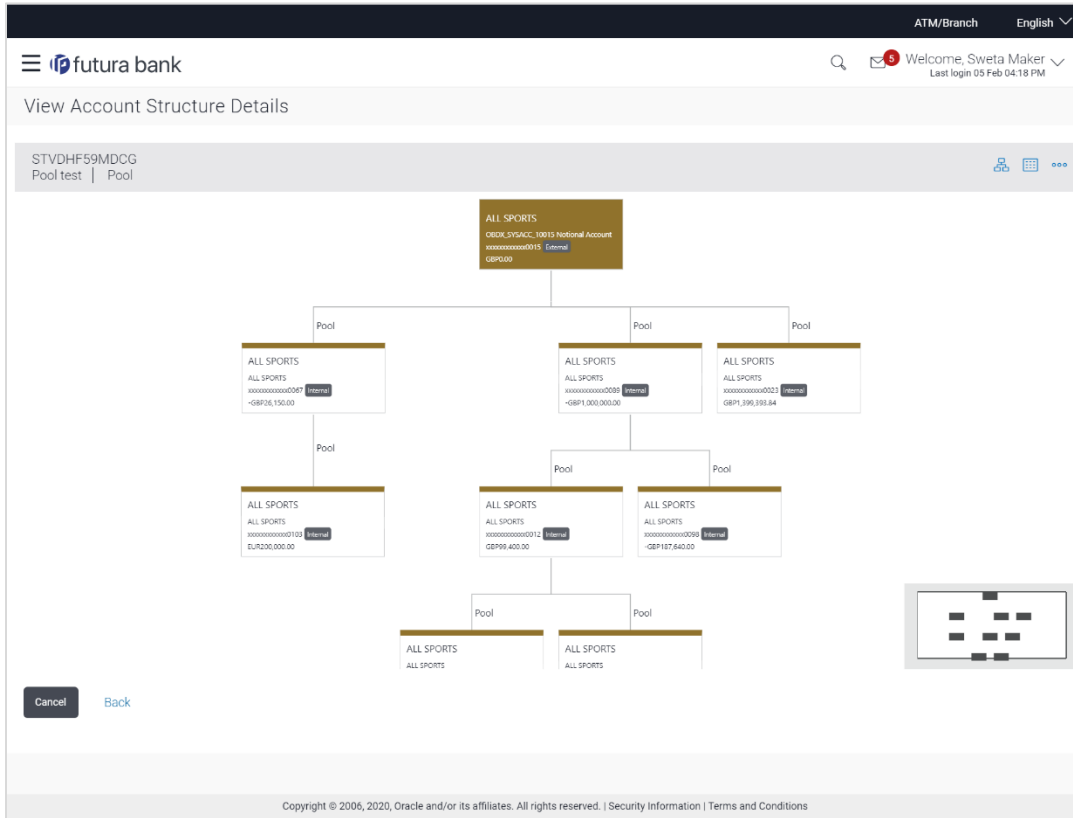 ATM/Branch English
futura bank
5
Welcome, Sweta Maker
Last login 05 Feb 04:18 PM
View Account Structure Details
STVDHF59MDCG
Pool test | Pool
ALL SPORTS
OBDX_SYSACC_10015 Notional Account
xxxxxxxxxxxx0015 External
GBP0.00
Pool
Pool
Pool
ALL SPORTS
ALL SPORTS
xxxxxxxxxxxx0067 Internal
-GBP26,150.00
ALL SPORTS
ALL SPORTS
xxxxxxxxxxxx0089 Internal
-GBP1,000,000.00
ALL SPORTS
ALL SPORTS
xxxxxxxxxxxx0023 Internal
GBP1,399,393.84
Pool
Pool
Pool
ALL SPORTS
ALL SPORTS
xxxxxxxxxxxx0103 Internal
EUR200,000.00
ALL SPORTS
ALL SPORTS
xxxxxxxxxxxx0012 Internal
GBP99,400.00
ALL SPORTS
ALL SPORTS
xxxxxxxxxxxx0098 Internal
-GBP187,640.00
Pool
Pool
ALL SPORTS
ALL SPORTS
ALL SPORTS
ALL SPORTS
Cancel
Back
Copyright © 2006, 2020, Oracle and/or its affiliates. All rights reserved. | Security Information | Terms and Conditions